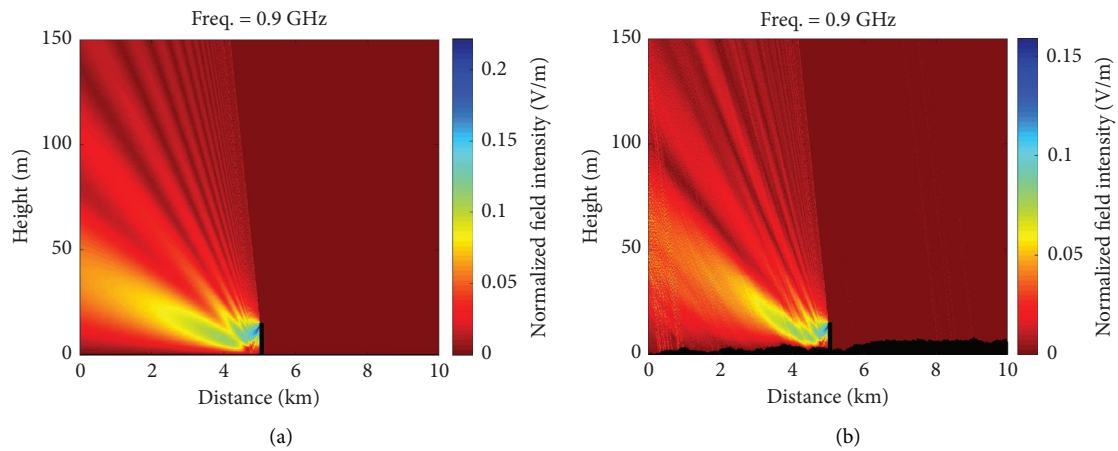 Freq. = 0.9 GHz
150
100
50
0
Height (m)
0 2 4 6 8 10
Distance (km)
0.2
0.15
0.1
0.05
0
Normalized field intensity (V/m)
(a)
Freq. = 0.9 GHz
150
100
50
0
Height (m)
0 2 4 6 8 10
Distance (km)
0.15
0.1
0.05
0
Normalized field intensity (V/m)
(b)